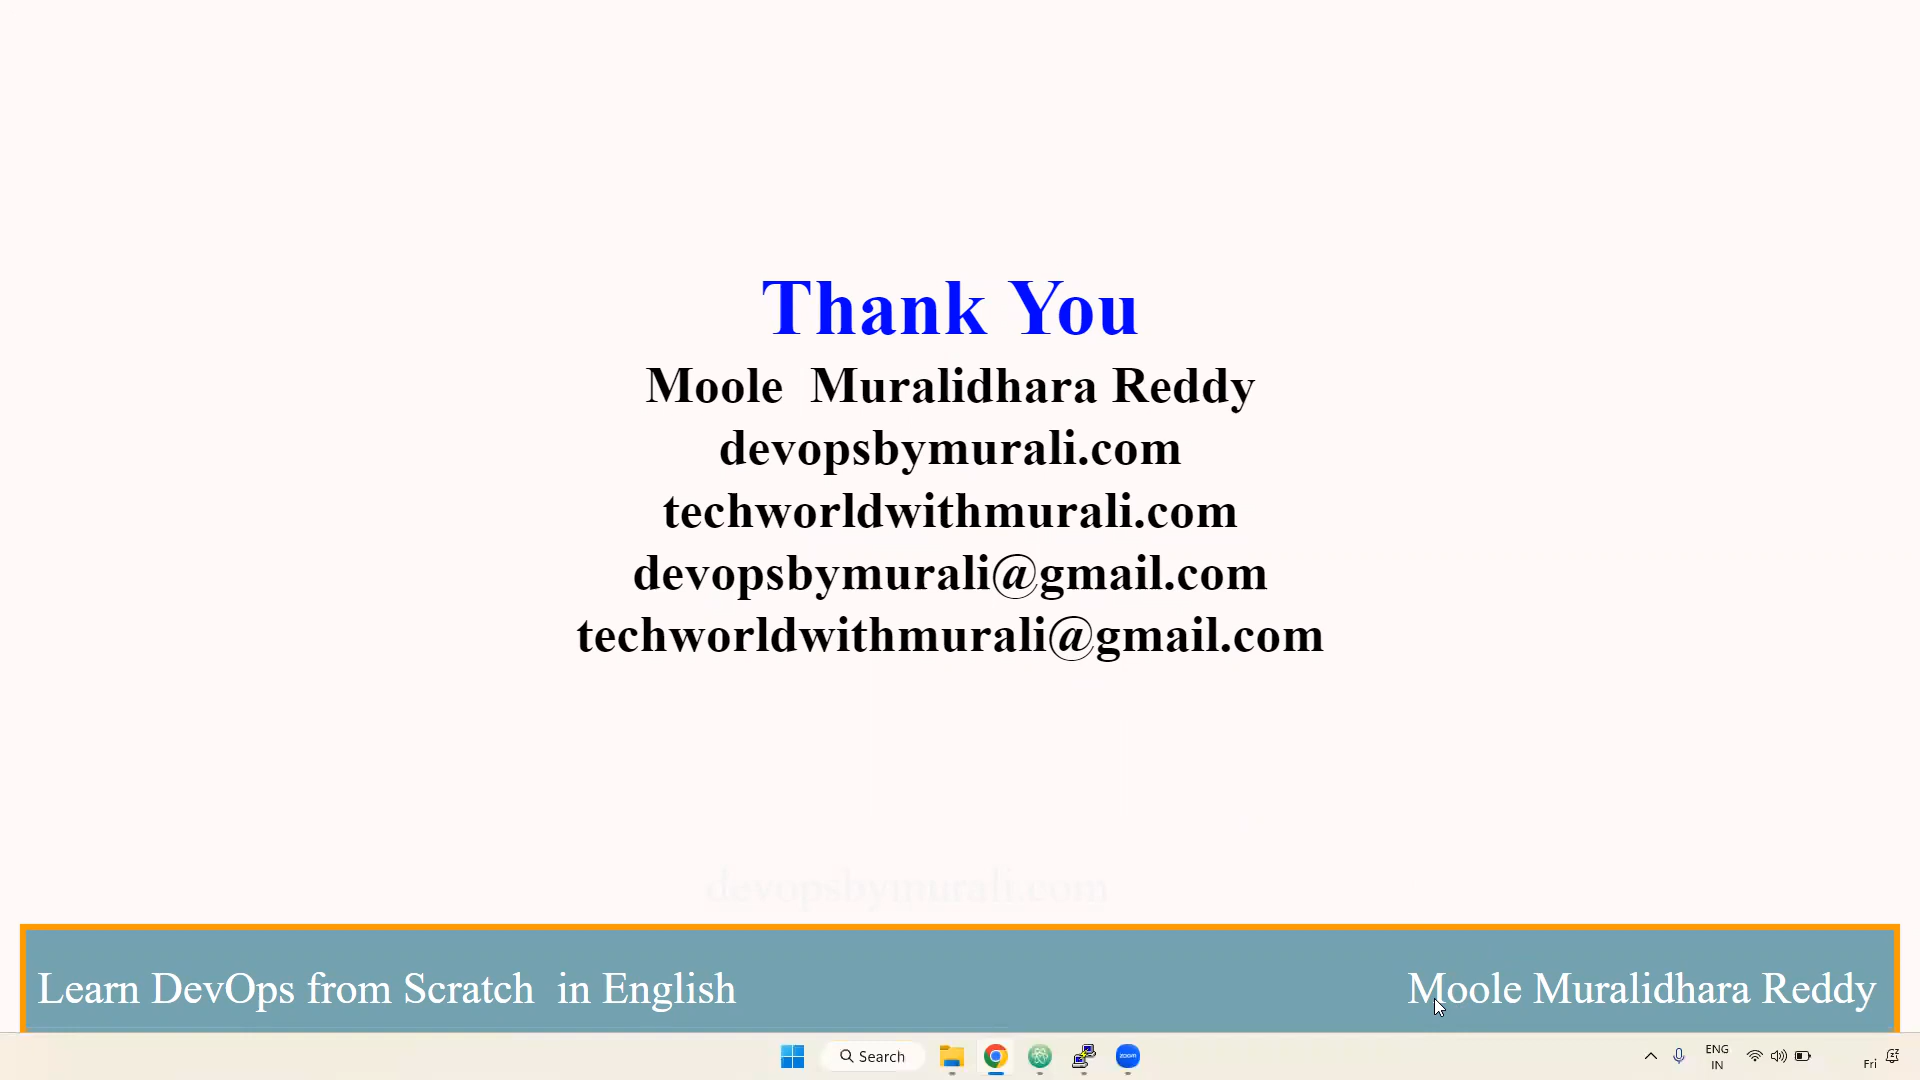 Thank You
Moole  Muralidhara Reddy
devopsbymurali.com
techworldwithmurali.com
devopsbymurali@gmail.com
techworldwithmurali@gmail.com
devopsbymurali.com
Learn DevOps from Scratch  in English
Moole Muralidhara Reddy
Search
zoom
ENG
IN
Fri